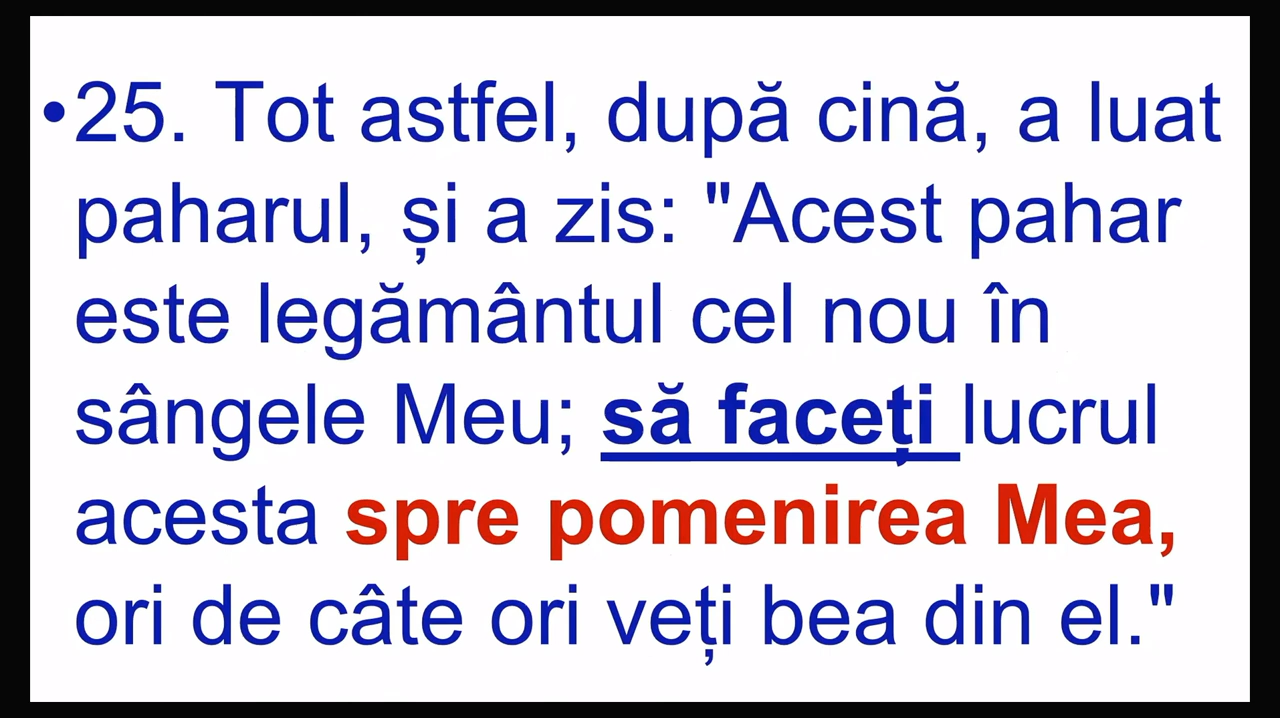 •25. Tot astfel, după cină, a luat
paharul, și a zis: "Acest pahar
este legământul cel nou în
sângele Meu; să faceți lucrul
acesta spre pomenirea Mea,
ori de câte ori veți bea din el."